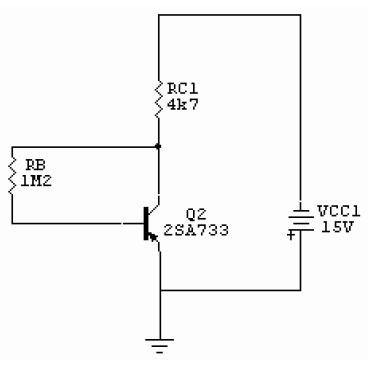 RC1
4k7
RB
1M2
Q2
2SA733
VCC1
15V
+